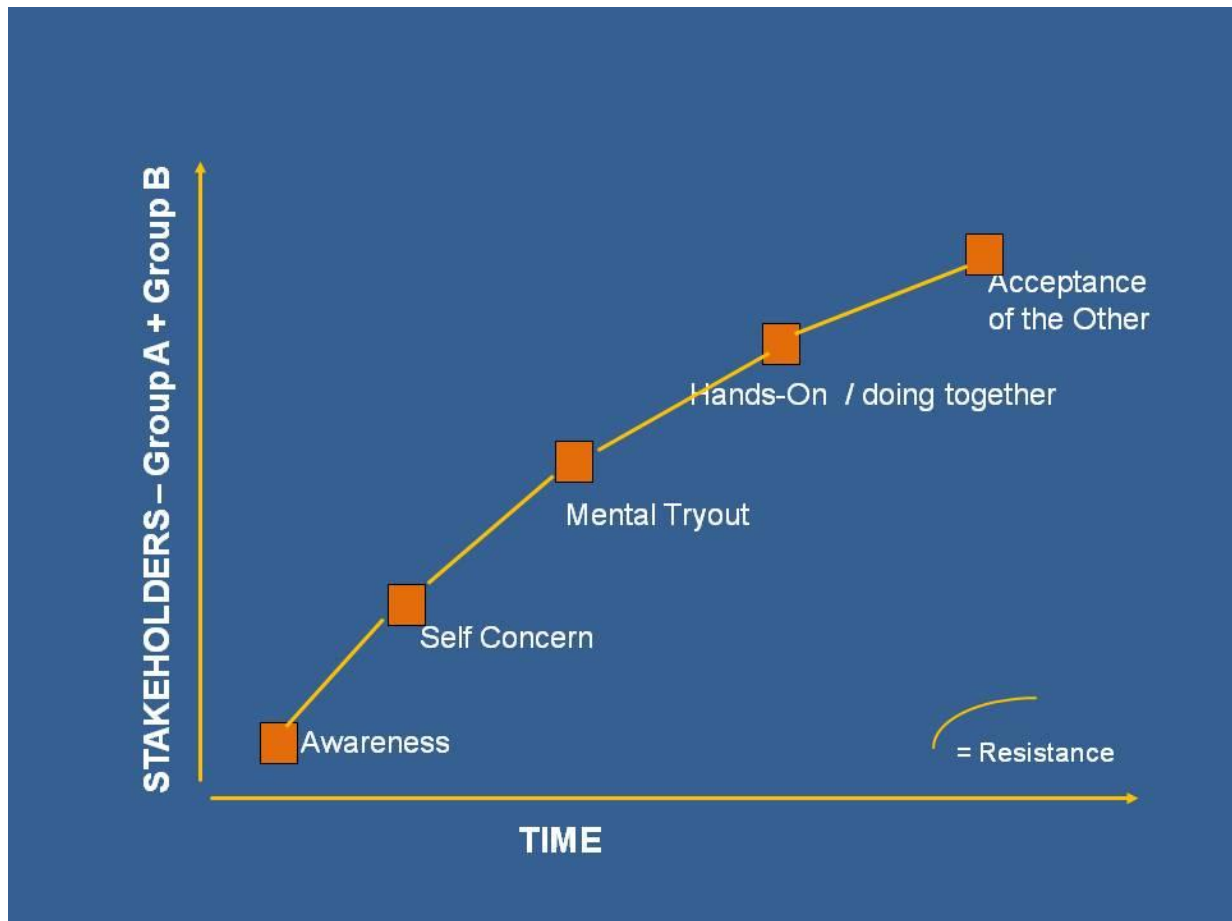 STAKEHOLDERS – Group A + Group B
Acceptance
of the Other
Hands-On / doing together
Mental Tryout
Self Concern
Awareness
= Resistance
TIME